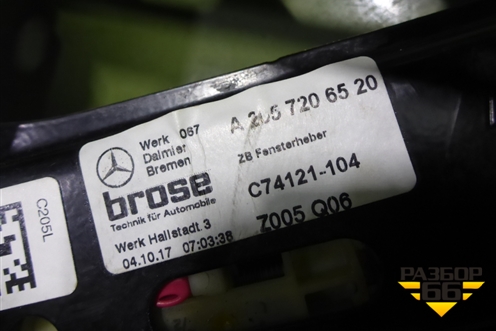 Werk 067
Daimler
Bremen
A 205 720 65 20
ZB Fensterheber
brose
Technik für Automobile
C74121-104
Werk Hallstadt 3
04.10.17 07:03:38
Z005 Q06
C205L
РАЗБОР
66